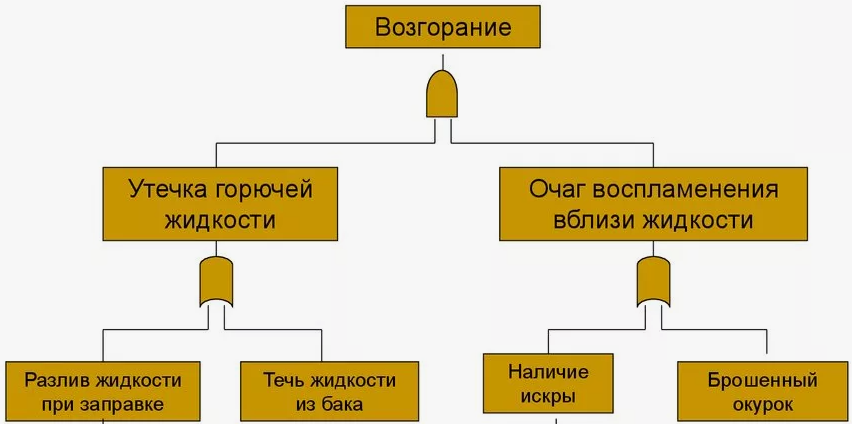 Возгорание
Утечка горючей
жидкости
Очаг воспламенения
вблизи жидкости
Разлив жидкости
при заправке
Течь жидкости
из бака
Наличие
искры
Брошенный
окурок